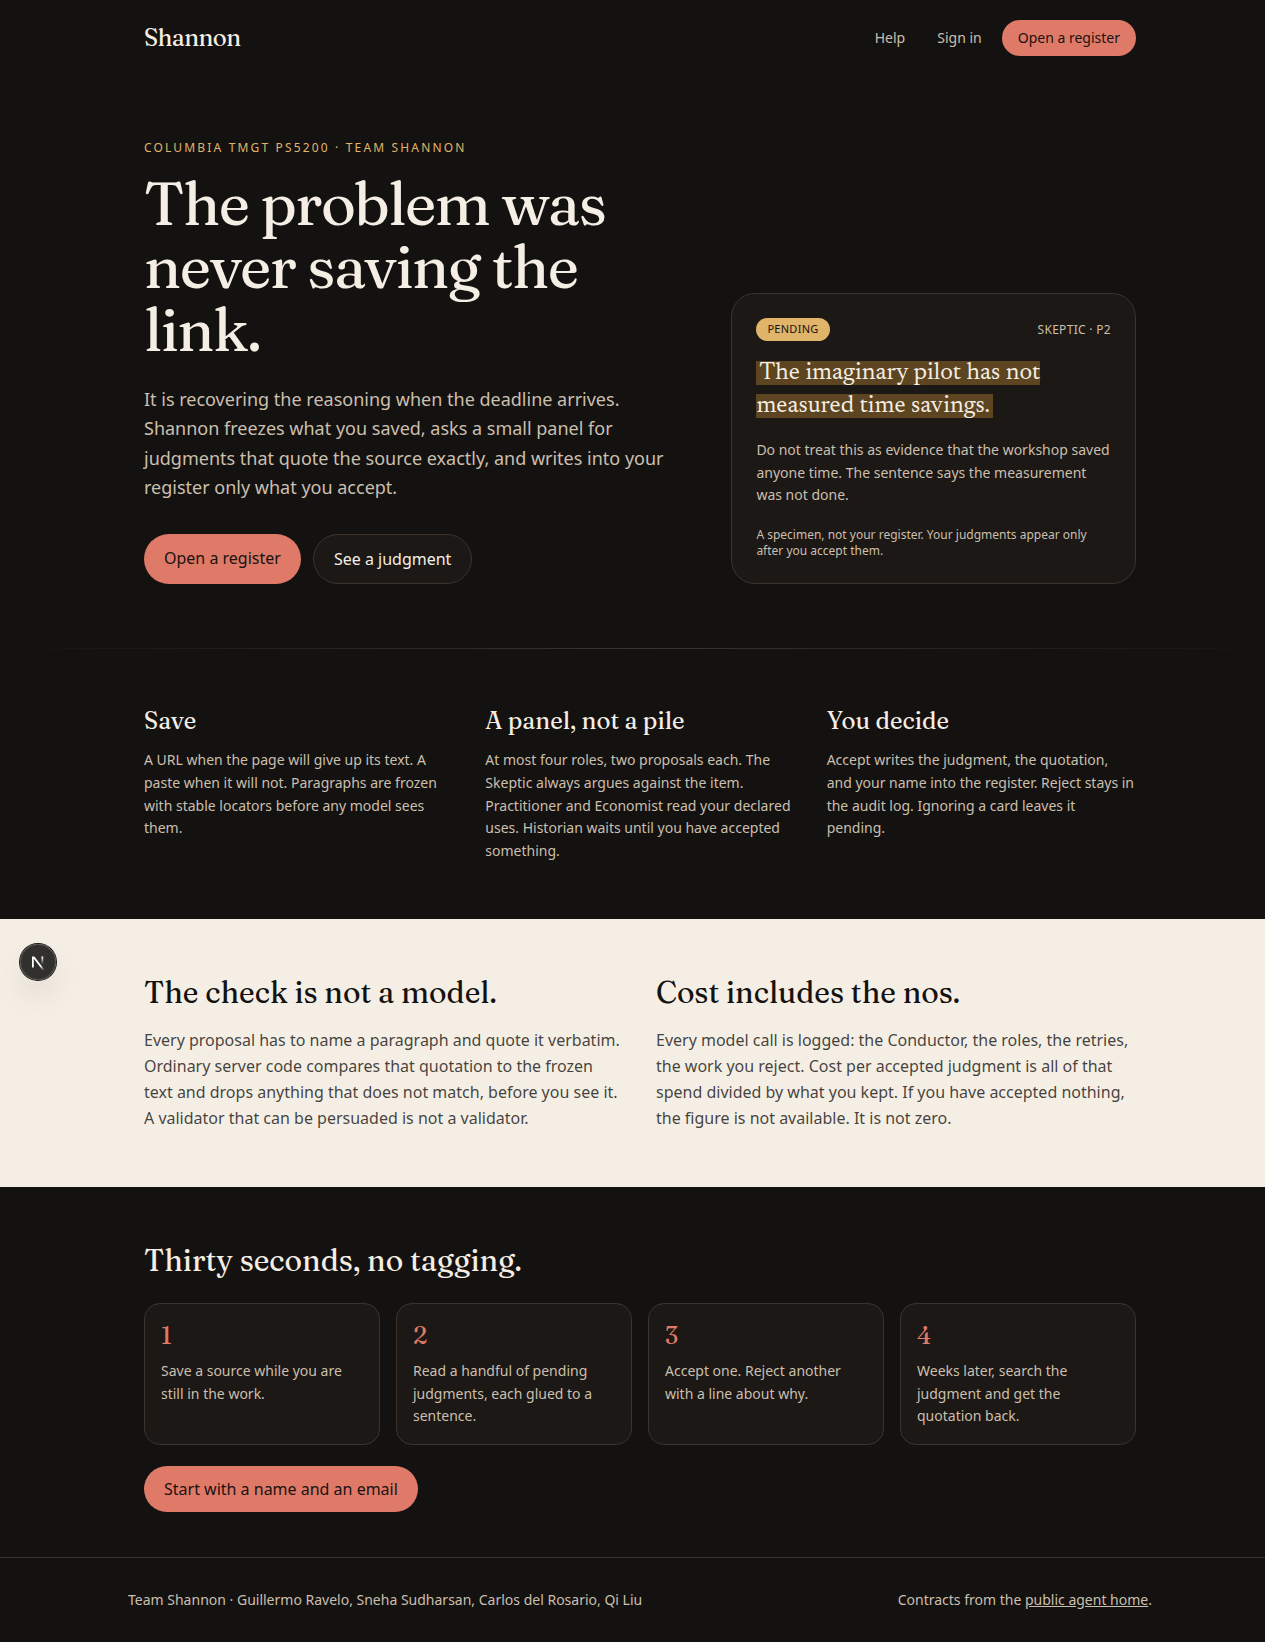 Shannon
Help
Sign in
Open a register
COLUMBIA TMGT PS5200 · TEAM SHANNON
The problem was
never saving the
link.
It is recovering the reasoning when the deadline arrives.
Shannon freezes what you saved, asks a small panel for
judgments that quote the source exactly, and writes into your
register only what you accept.
Open a register
See a judgment
PENDING
SKEPTIC · P2
The imaginary pilot has not
measured time savings.
Do not treat this as evidence that the workshop saved
anyone time. The sentence says the measurement
was not done.
A specimen, not your register. Your judgments appear only
after you accept them.
Save
A URL when the page will give up its text. A
paste when it will not. Paragraphs are frozen
with stable locators before any model sees
them.
A panel, not a pile
At most four roles, two proposals each. The
Skeptic always argues against the item.
Practitioner and Economist read your declared
uses. Historian waits until you have accepted
something.
You decide
Accept writes the judgment, the quotation,
and your name into the register. Reject stays in
the audit log. Ignoring a card leaves it
pending.
N
The check is not a model.
Every proposal has to name a paragraph and quote it verbatim.
Ordinary server code compares that quotation to the frozen
text and drops anything that does not match, before you see it.
A validator that can be persuaded is not a validator.
Cost includes the nos.
Every model call is logged: the Conductor, the roles, the retries,
the work you reject. Cost per accepted judgment is all of that
spend divided by what you kept. If you have accepted nothing,
the figure is not available. It is not zero.
Thirty seconds, no tagging.
1
Save a source while you are
still in the work.
2
Read a handful of pending
judgments, each glued to a
sentence.
3
Accept one. Reject another
with a line about why.
4
Weeks later, search the
judgment and get the
quotation back.
Start with a name and an email
Team Shannon · Guillermo Ravelo, Sneha Sudharsan, Carlos del Rosario, Qi Liu
Contracts from the public agent home.